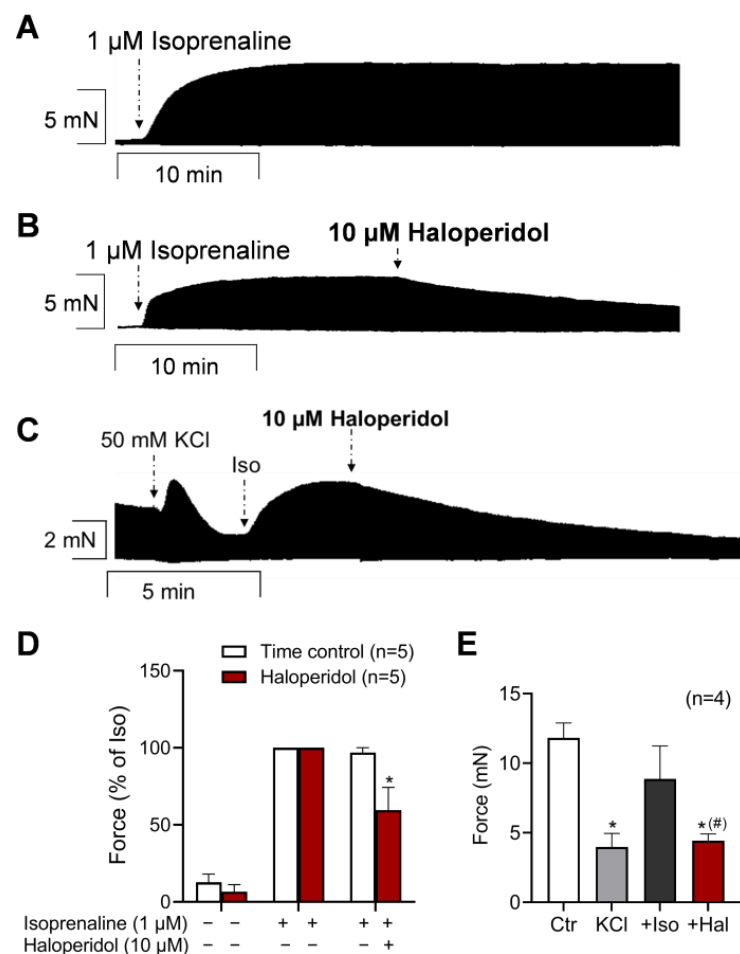 A
1 µM Isoprenaline
5 mN
10 min
B
10 µM Haloperidol
1 µM Isoprenaline
5 mN
10 min
C
10 µM Haloperidol
50 mM KCl
Iso
2 mN
5 min
D
Time control (n=5)
Haloperidol (n=5)
Force (% of Iso)
150
100
50
0
*
Isoprenaline (1 µM) – – + + + +
Haloperidol (10 µM) – – – – – +
E
(n=4)
Force (mN)
15
10
5
0
*
*(#)
Ctr KCl +Iso +Hal